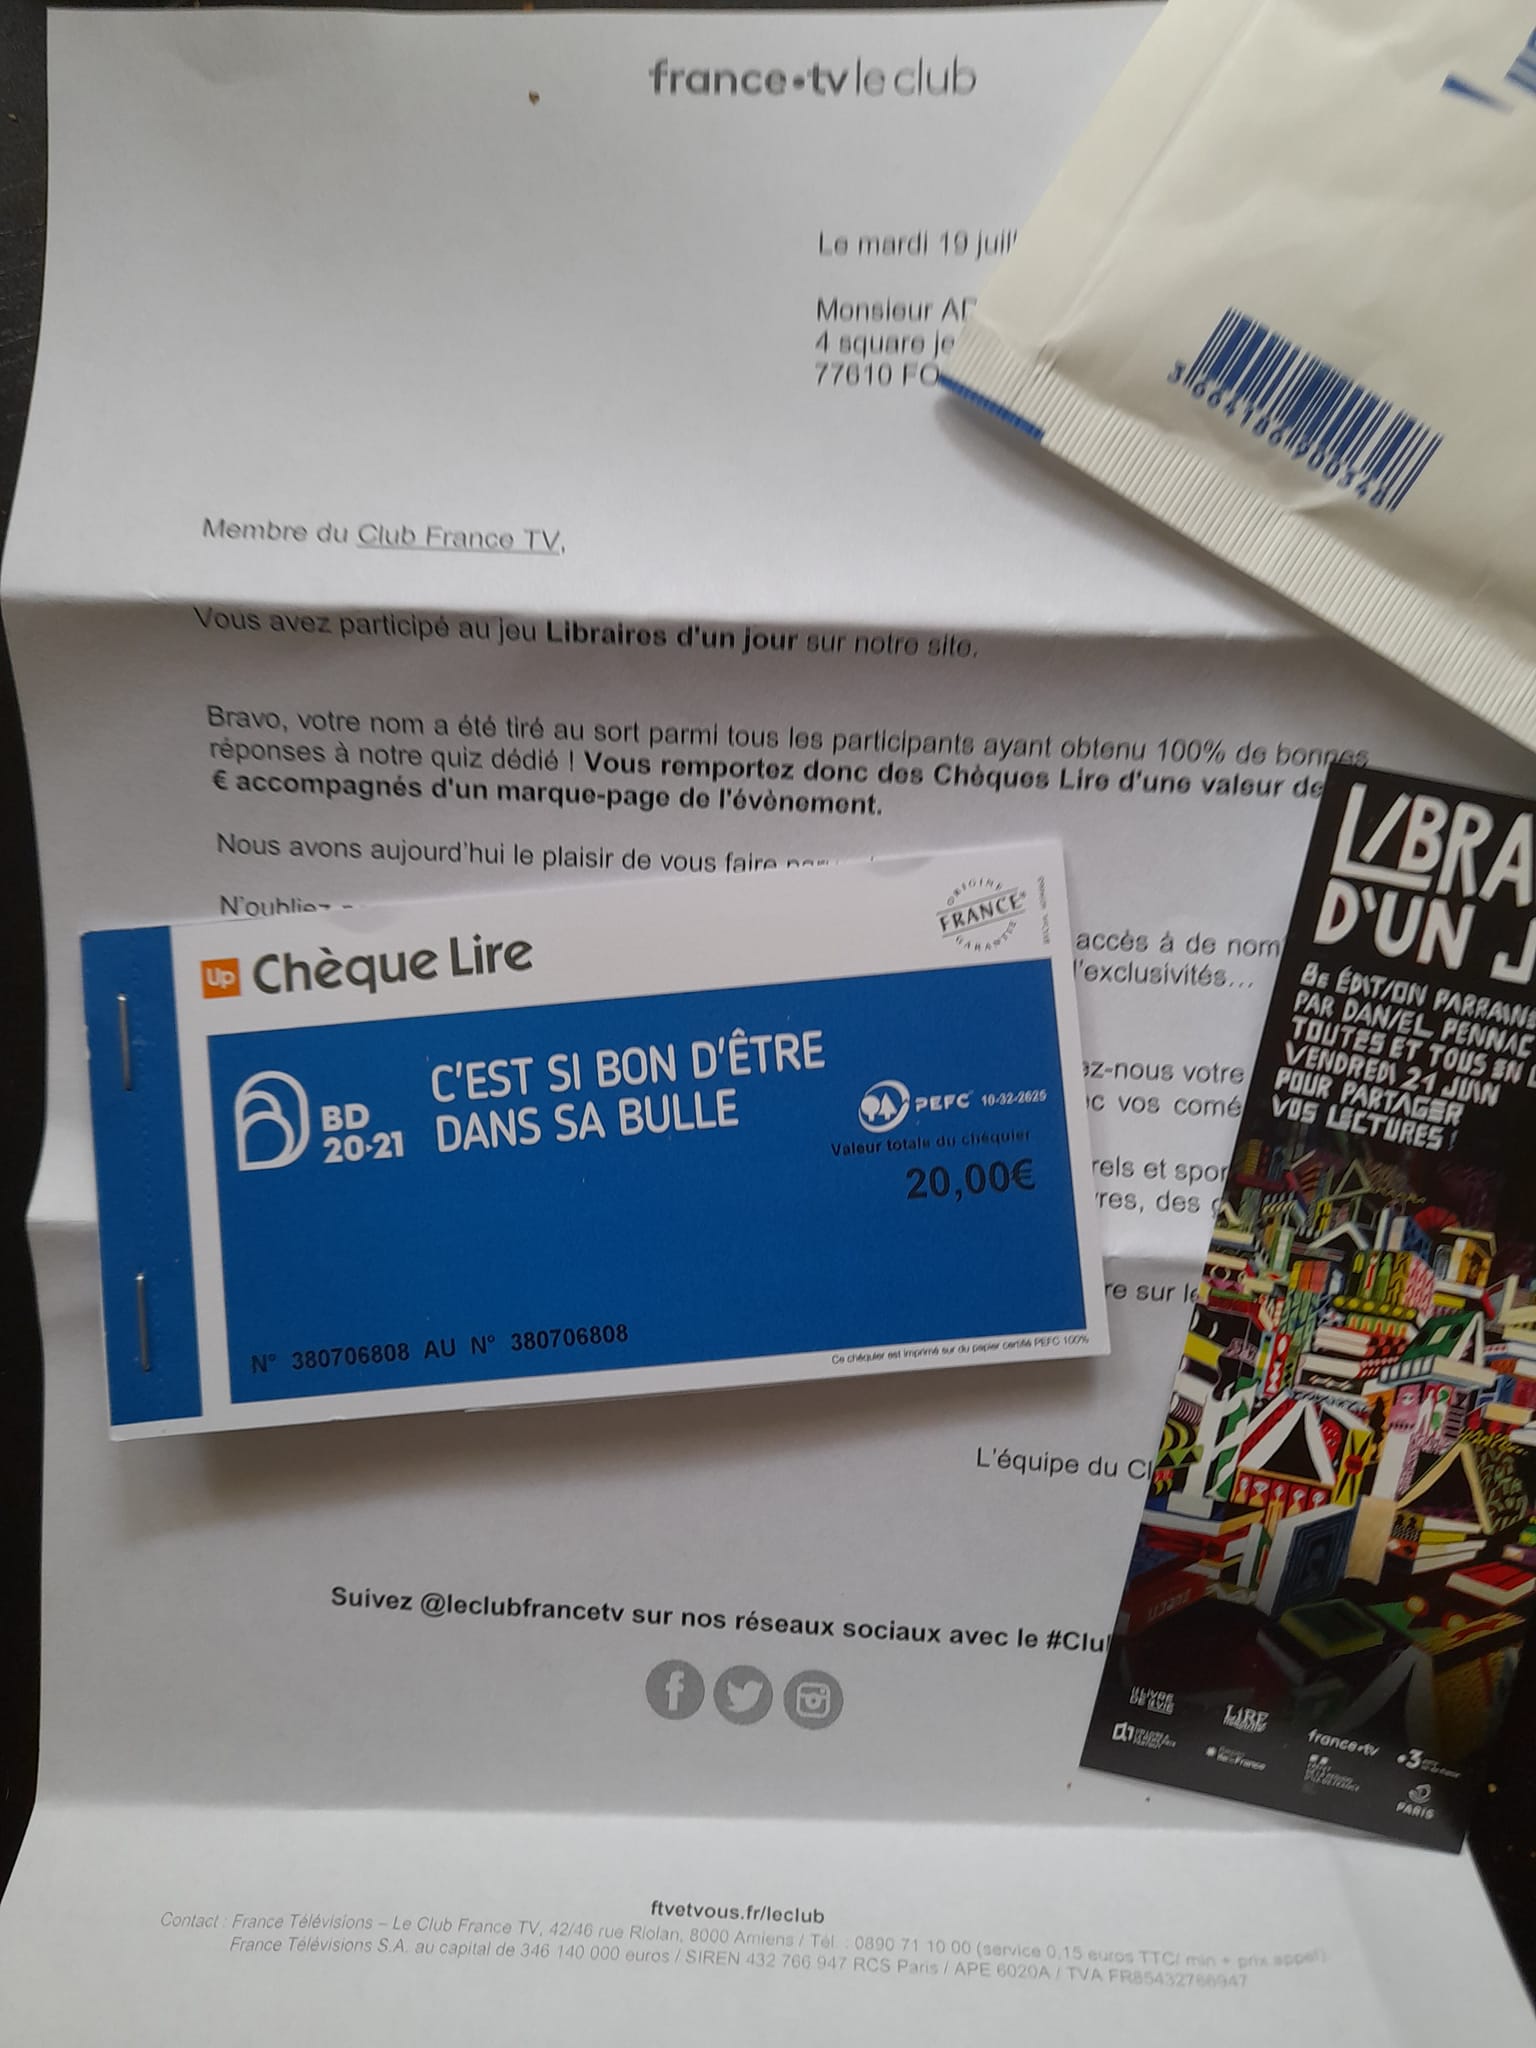 france•tv le club
Le mardi 19 juil
Monsieur
4 square je
77610 FO
3664186900348
Membre du Club France TV,
Vous avez participé au jeu Libraires d'un jour sur notre site.
Bravo, votre nom a été tiré au sort parmi tous les participants ayant obtenu 100% de bonnes
réponses à notre quiz dédié ! Vous remportez donc des Chèques Lire d'une valeur de
€ accompagnés d'un marque-page de l'évènement.
Nous avons aujourd'hui le plaisir de vous faire
N'oubliez
accès à de nom
l'exclusivités...
ez-nous votre
c vos comé
rels et spor
res, des
re sur le
L'équipe du Cl
Up Chèque Lire
ORIGINE FRANCE GARANTIE
BD
20•21
C'EST SI BON D'ÊTRE
DANS SA BULLE
PEFC 10-32-2625
Valeur totale du chéquier
20,00€
N° 380706808 AU N° 380706808
Ce chéquier est imprimé sur du papier certifié PEFC 100%
LIBRA
D'UN J
8E ÉDITION PARRAINÉ
PAR DANIEL PENNAC
TOUTES ET TOUS EN L
VENDREDI 21 JUIN
POUR PARTAGER
VOS LECTURES !
LiRE
france•tv
•3
PARIS
Suivez @leclubfrancetv sur nos réseaux sociaux avec le #Clu
ftvetvous.fr/leclub
Contact : France Télévisions – Le Club France TV, 42/46 rue Riolan, 8000 Amiens / Tél. : 0890 71 10 00 (service 0,15 euros TTC/ min + prix appel)
France Télévisions S.A. au capital de 346 140 000 euros / SIREN 432 766 947 RCS Paris / APE 6020A / TVA FR85432766947